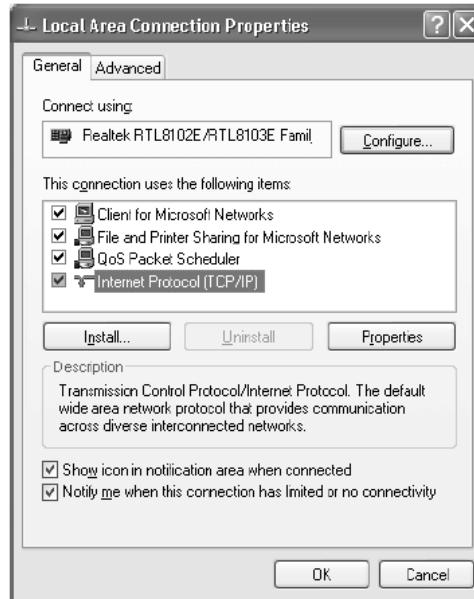 Local Area Connection Properties
General Advanced
Connect using:
Realtek RTL8102E/RTL8103E Famil
Configure...
This connection uses the following items:
Client for Microsoft Networks
File and Printer Sharing for Microsoft Networks
QoS Packet Scheduler
Internet Protocol (TCP/IP)
Install... Uninstall Properties
Description
Transmission Control Protocol/Internet Protocol. The default
wide area network protocol that provides communication
across diverse interconnected networks.
Show icon in notification area when connected
Notify me when this connection has limited or no connectivity
OK Cancel